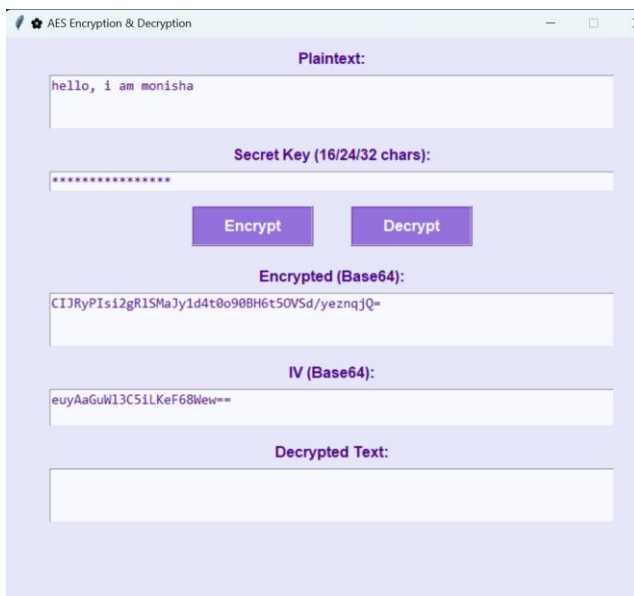 AES Encryption & Decryption
Plaintext:
hello, i am monisha
Secret Key (16/24/32 chars):
****************
Encrypt Decrypt
Encrypted (Base64):
CIJRyPIsi2gRlSMaJy1d4t0o90BH6t5OVSd/yeznqjQ=
IV (Base64):
euyAaGuWl3C5iLKeF68Wew==
Decrypted Text: